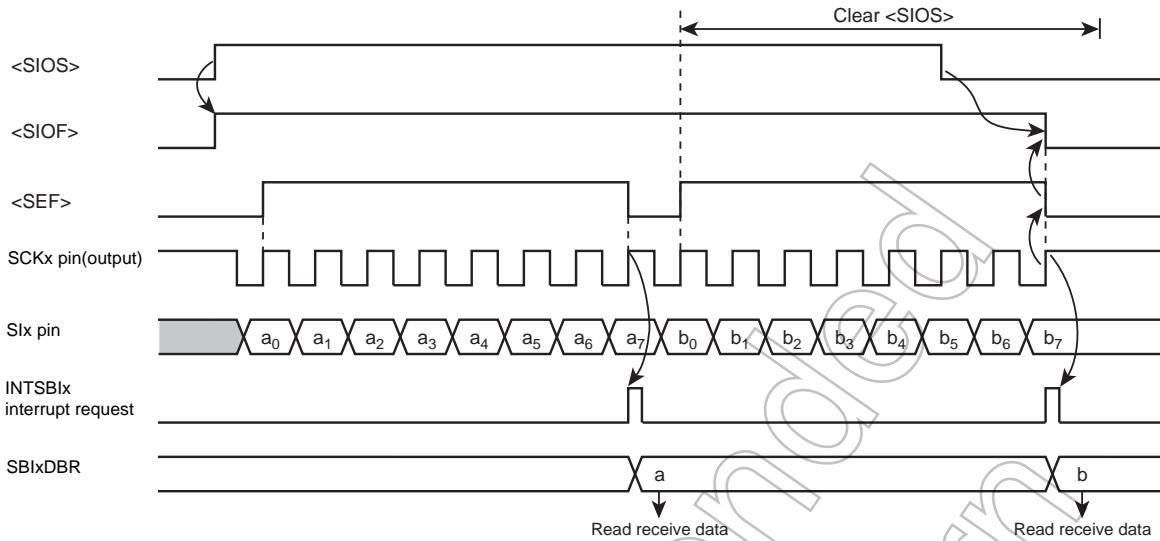 Clear <SIOS>
<SIOS>
<SIOF>
<SEF>
SCKx pin(output)
SIx pin
a0 a1 a2 a3 a4 a5 a6 a7 b0 b1 b2 b3 b4 b5 b6 b7
INTSBIx
interrupt request
SBIxDBR
a b
Read receive data Read receive data